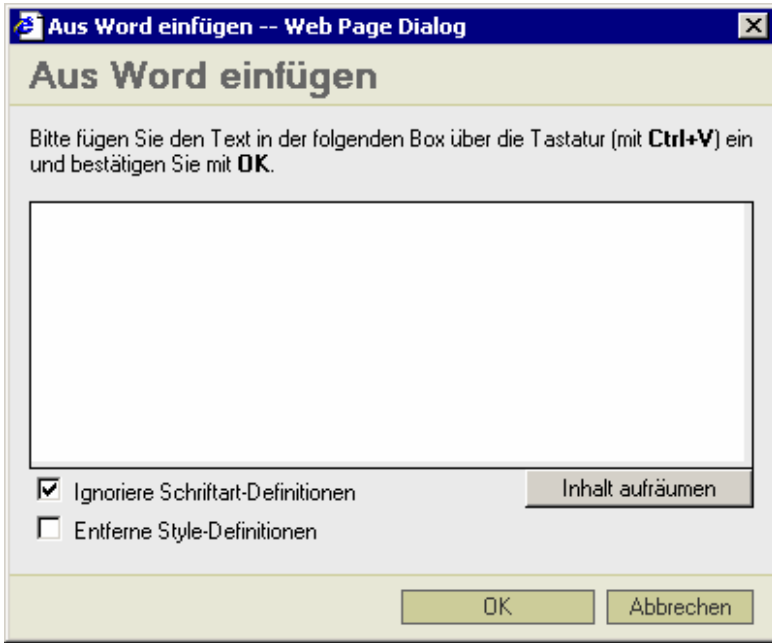 Aus Word einfügen -- Web Page Dialog
Aus Word einfügen
Bitte fügen Sie den Text in der folgenden Box über die Tastatur (mit Ctrl+V) ein
und bestätigen Sie mit OK.
Ignoriere Schriftart-Definitionen
Inhalt aufräumen
Entferne Style-Definitionen
OK
Abbrechen